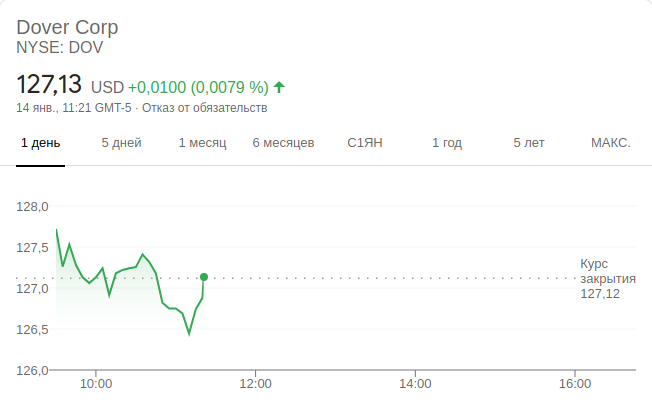 Dover Corp
NYSE: DOV
127,13 USD +0,0100 (0,0079 %)
14 янв., 11:21 GMT-5 · Отказ от обязательств
1 день 5 дней 1 месяц 6 месяцев С1ЯН 1 год 5 лет МАКС.
128,0
127,5
Курс
закрытия
127,12
127,0
126,5
126,0
10:00 12:00 14:00 16:00